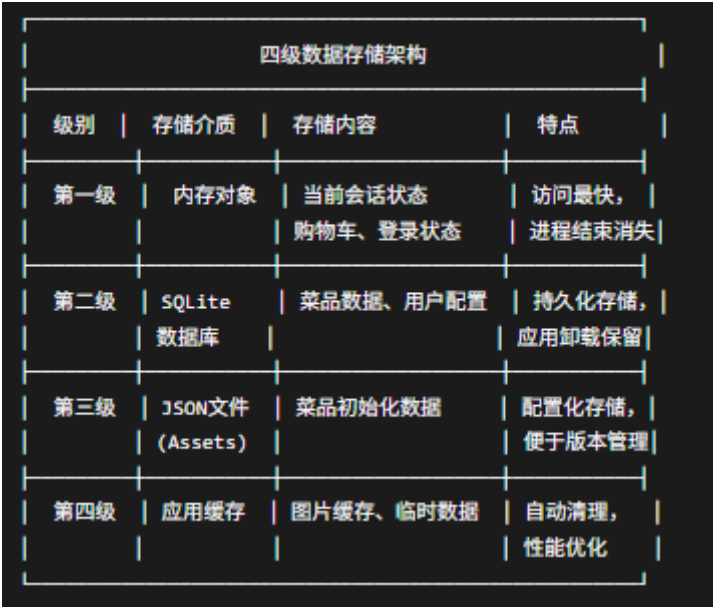 四级数据存储架构
级别 | 存储介质 | 存储内容 | 特点
第一级 | 内存对象 | 当前会话状态 | 访问最快，
购物车、登录状态 | 进程结束消失
第二级 | SQLite | 菜品数据、用户配置 | 持久化存储，
数据库 | 应用卸载保留
第三级 | JSON文件 | 菜品初始化数据 | 配置化存储，
(Assets) | 便于版本管理
第四级 | 应用缓存 | 图片缓存、临时数据 | 自动清理，
性能优化